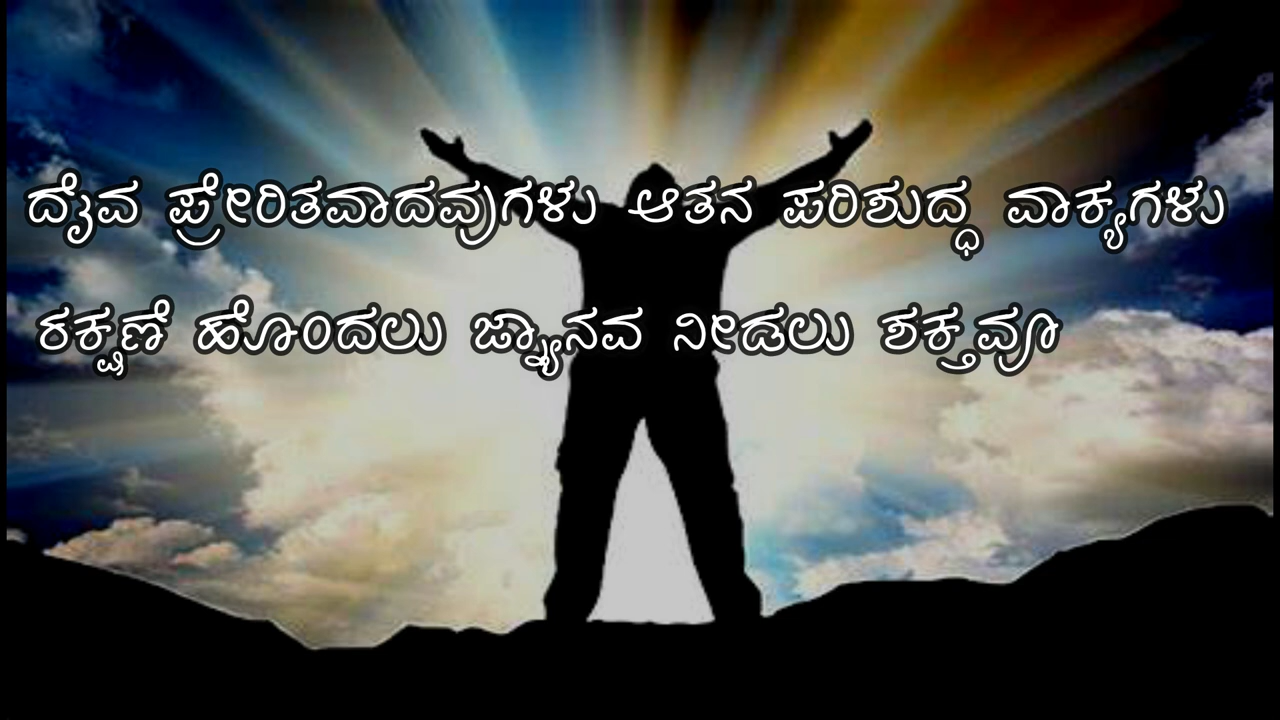 ದೈವ ಪ್ರೇರಿತವಾದವುಗಳು ಆತನ ಪರಿಶುದ್ಧ ವಾಕ್ಯಗಳು
ರಕ್ಷಣೆ ಹೊಂದಲು ಜ್ಞ್ಯಾನವ ನೀಡಲು ಶಕ್ತವೂ